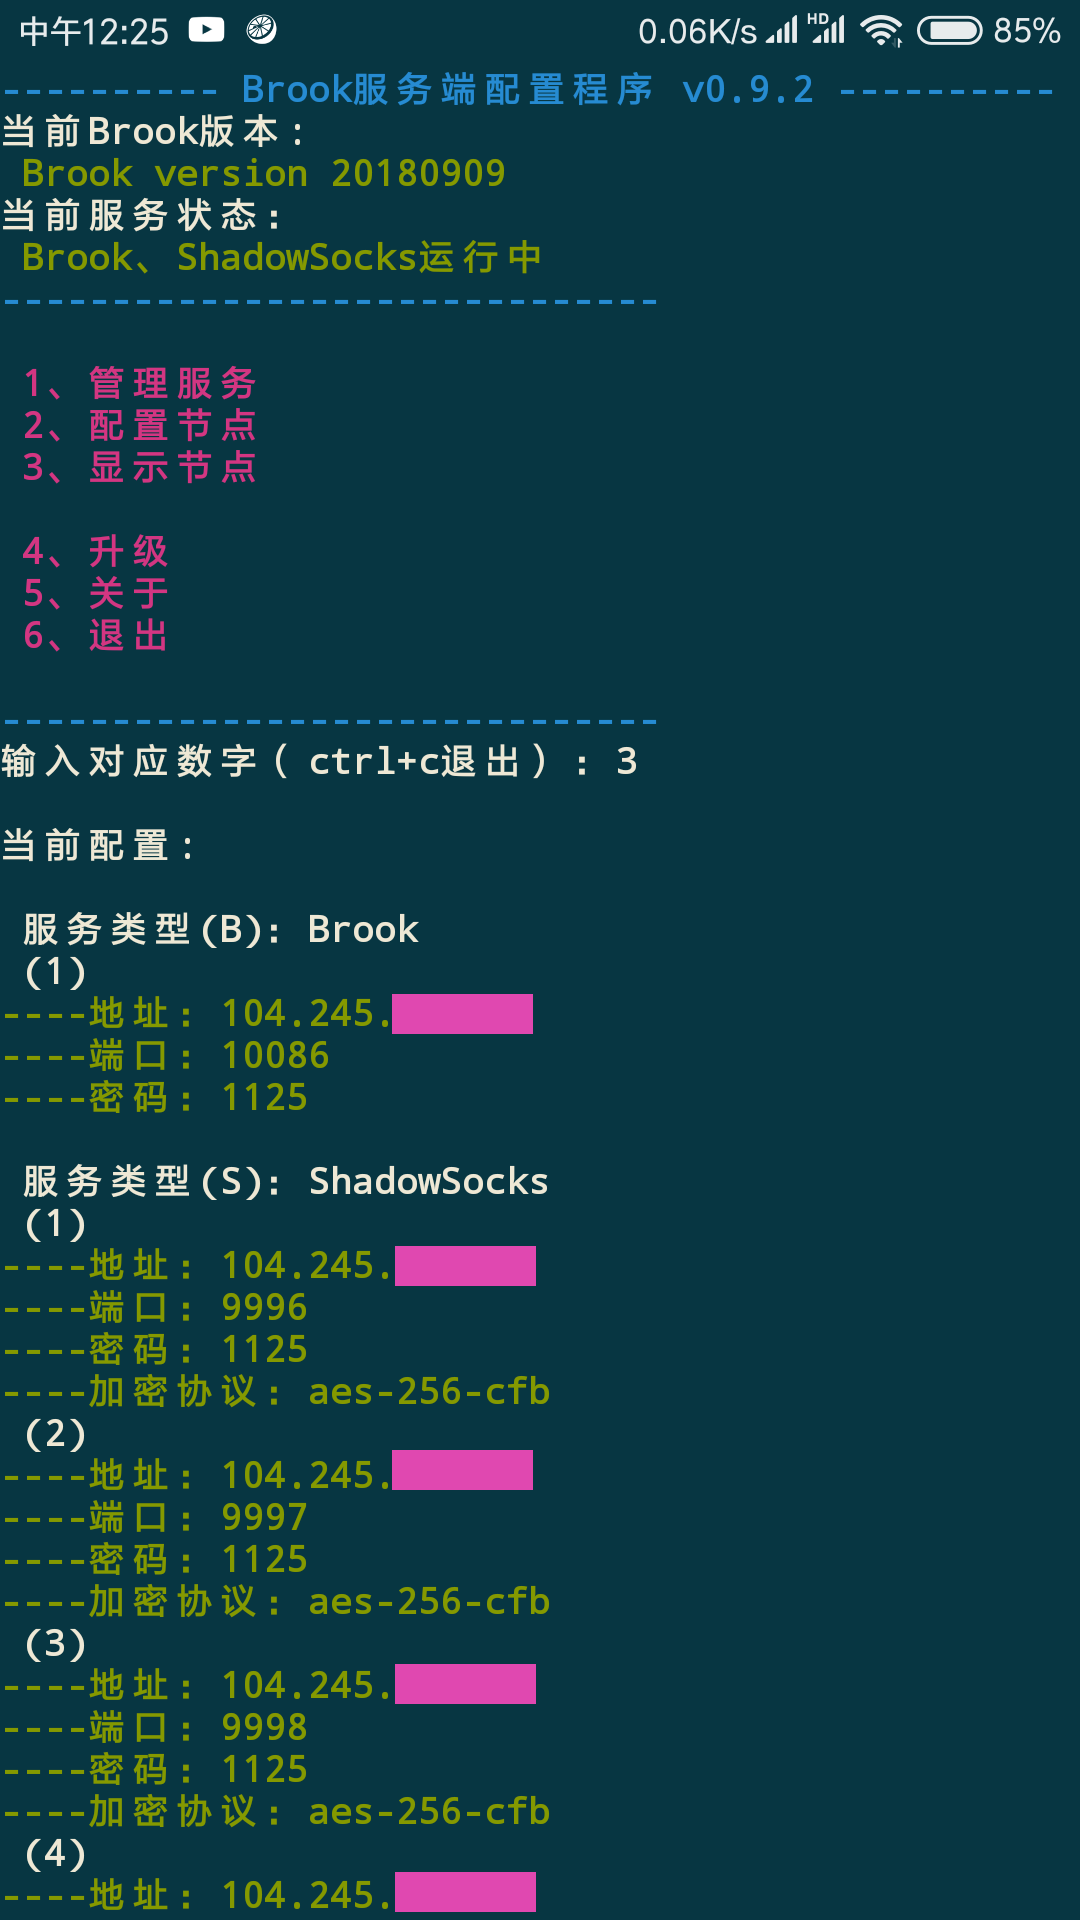 中午12:25 0.06K/s HD 85%
---------- Brook服务端配置程序 v0.9.2 ----------
当前Brook版本：
Brook version 20180909
当前服务状态：
Brook、ShadowSocks运行中
------------------------------
1、管理服务
2、配置节点
3、显示节点
4、升级
5、关于
6、退出
------------------------------
输入对应数字（ctrl+c退出）：3
当前配置：
服务类型(B)：Brook
(1)
----地址：104.245.
----端口：10086
----密码：1125
服务类型(S)：ShadowSocks
(1)
----地址：104.245.
----端口：9996
----密码：1125
----加密协议：aes-256-cfb
(2)
----地址：104.245.
----端口：9997
----密码：1125
----加密协议：aes-256-cfb
(3)
----地址：104.245.
----端口：9998
----密码：1125
----加密协议：aes-256-cfb
(4)
----地址：104.245.